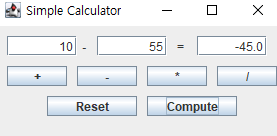 Simple Calculator
10 - 55 = -45.0
+ - * /
Reset Compute